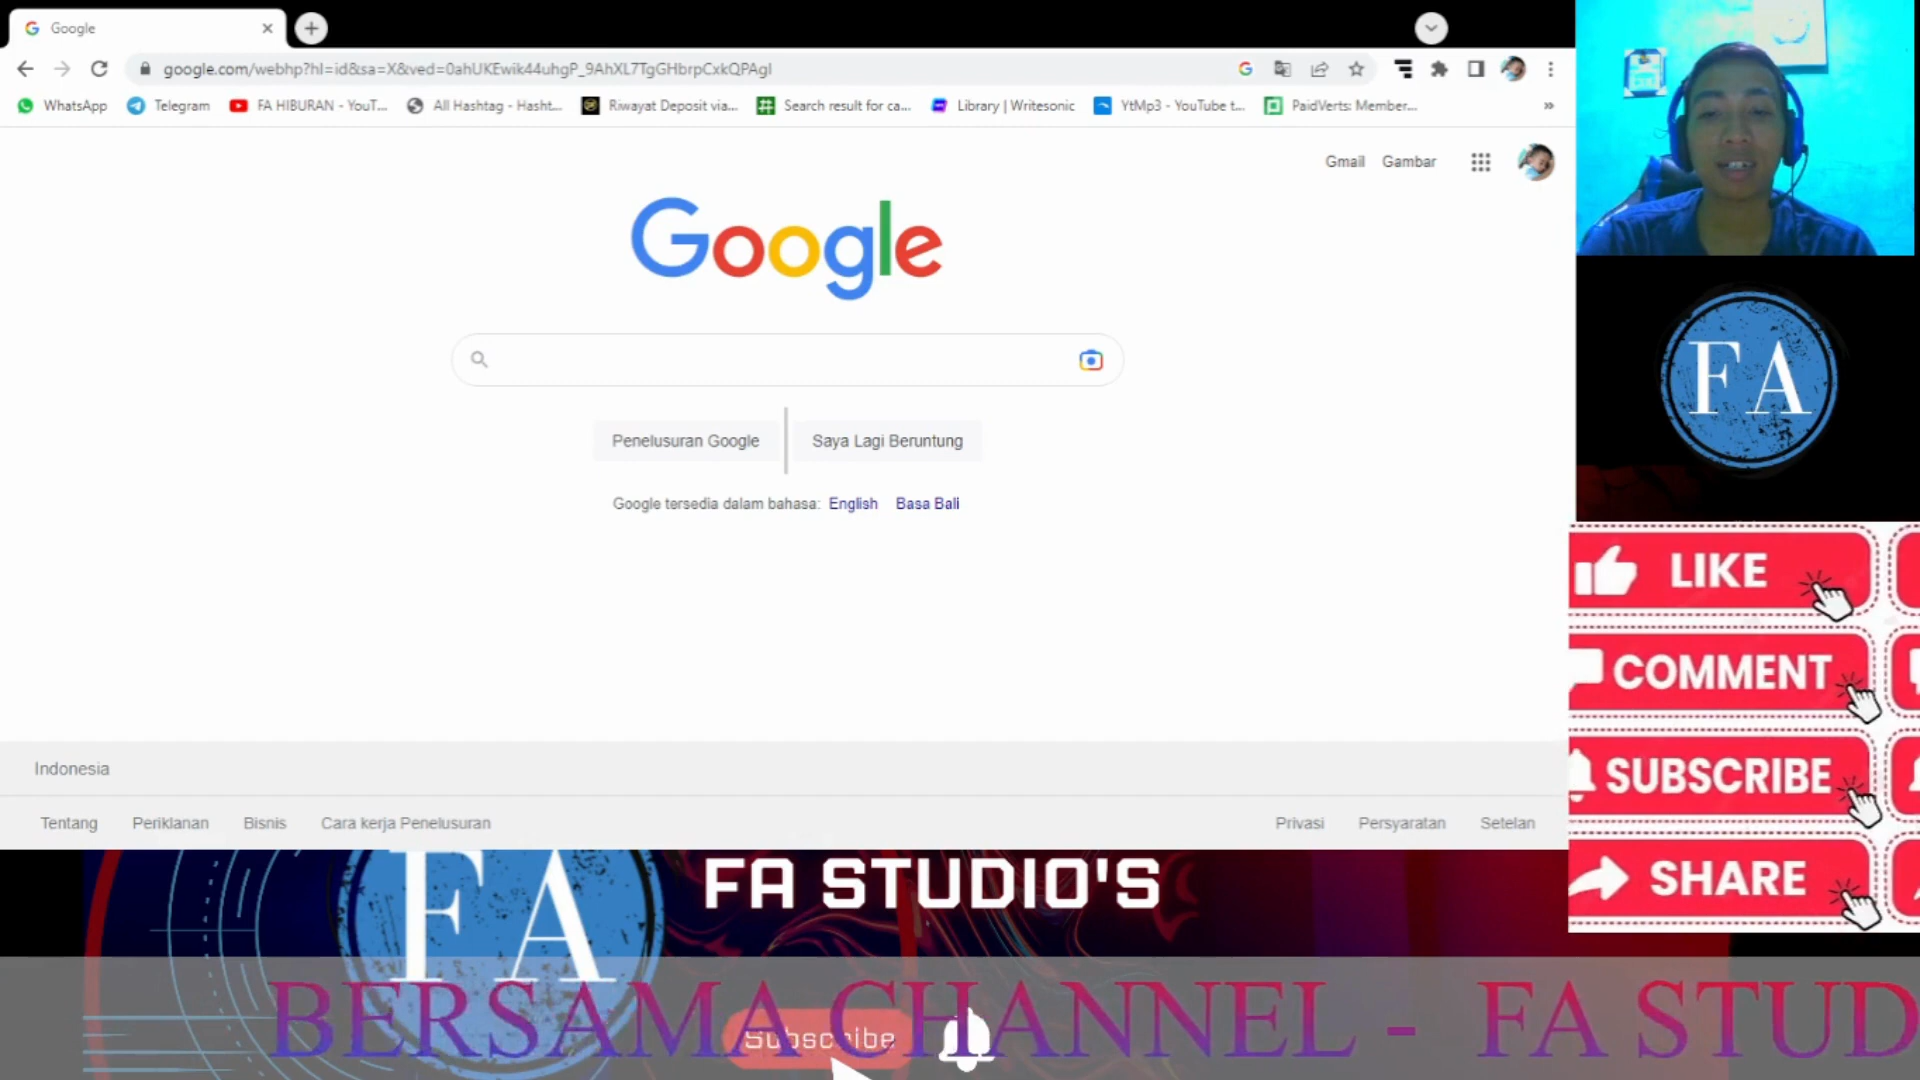 Google
google.com/webhp?hl=id&sa=X&ved=0ahUKEwik44uhgP_9AhXL7TgGHbrpCxkQPAgI
WhatsApp Telegram FA HIBURAN - YouT... All Hashtag - Hasht... Riwayat Deposit via... Search result for ca... Library | Writesonic YtMp3 - YouTube t... PaidVerts: Member... »
Gmail Gambar
Google
Penelusuran Google Saya Lagi Beruntung
Google tersedia dalam bahasa: English Basa Bali
FA
LIKE
COMMENT
SUBSCRIBE
SHARE
Indonesia
Tentang Periklanan Bisnis Cara kerja Penelusuran Privasi Persyaratan Setelan
FA
FA STUDIO'S
BERSAMA CHANNEL - FA STUD
Subscribe